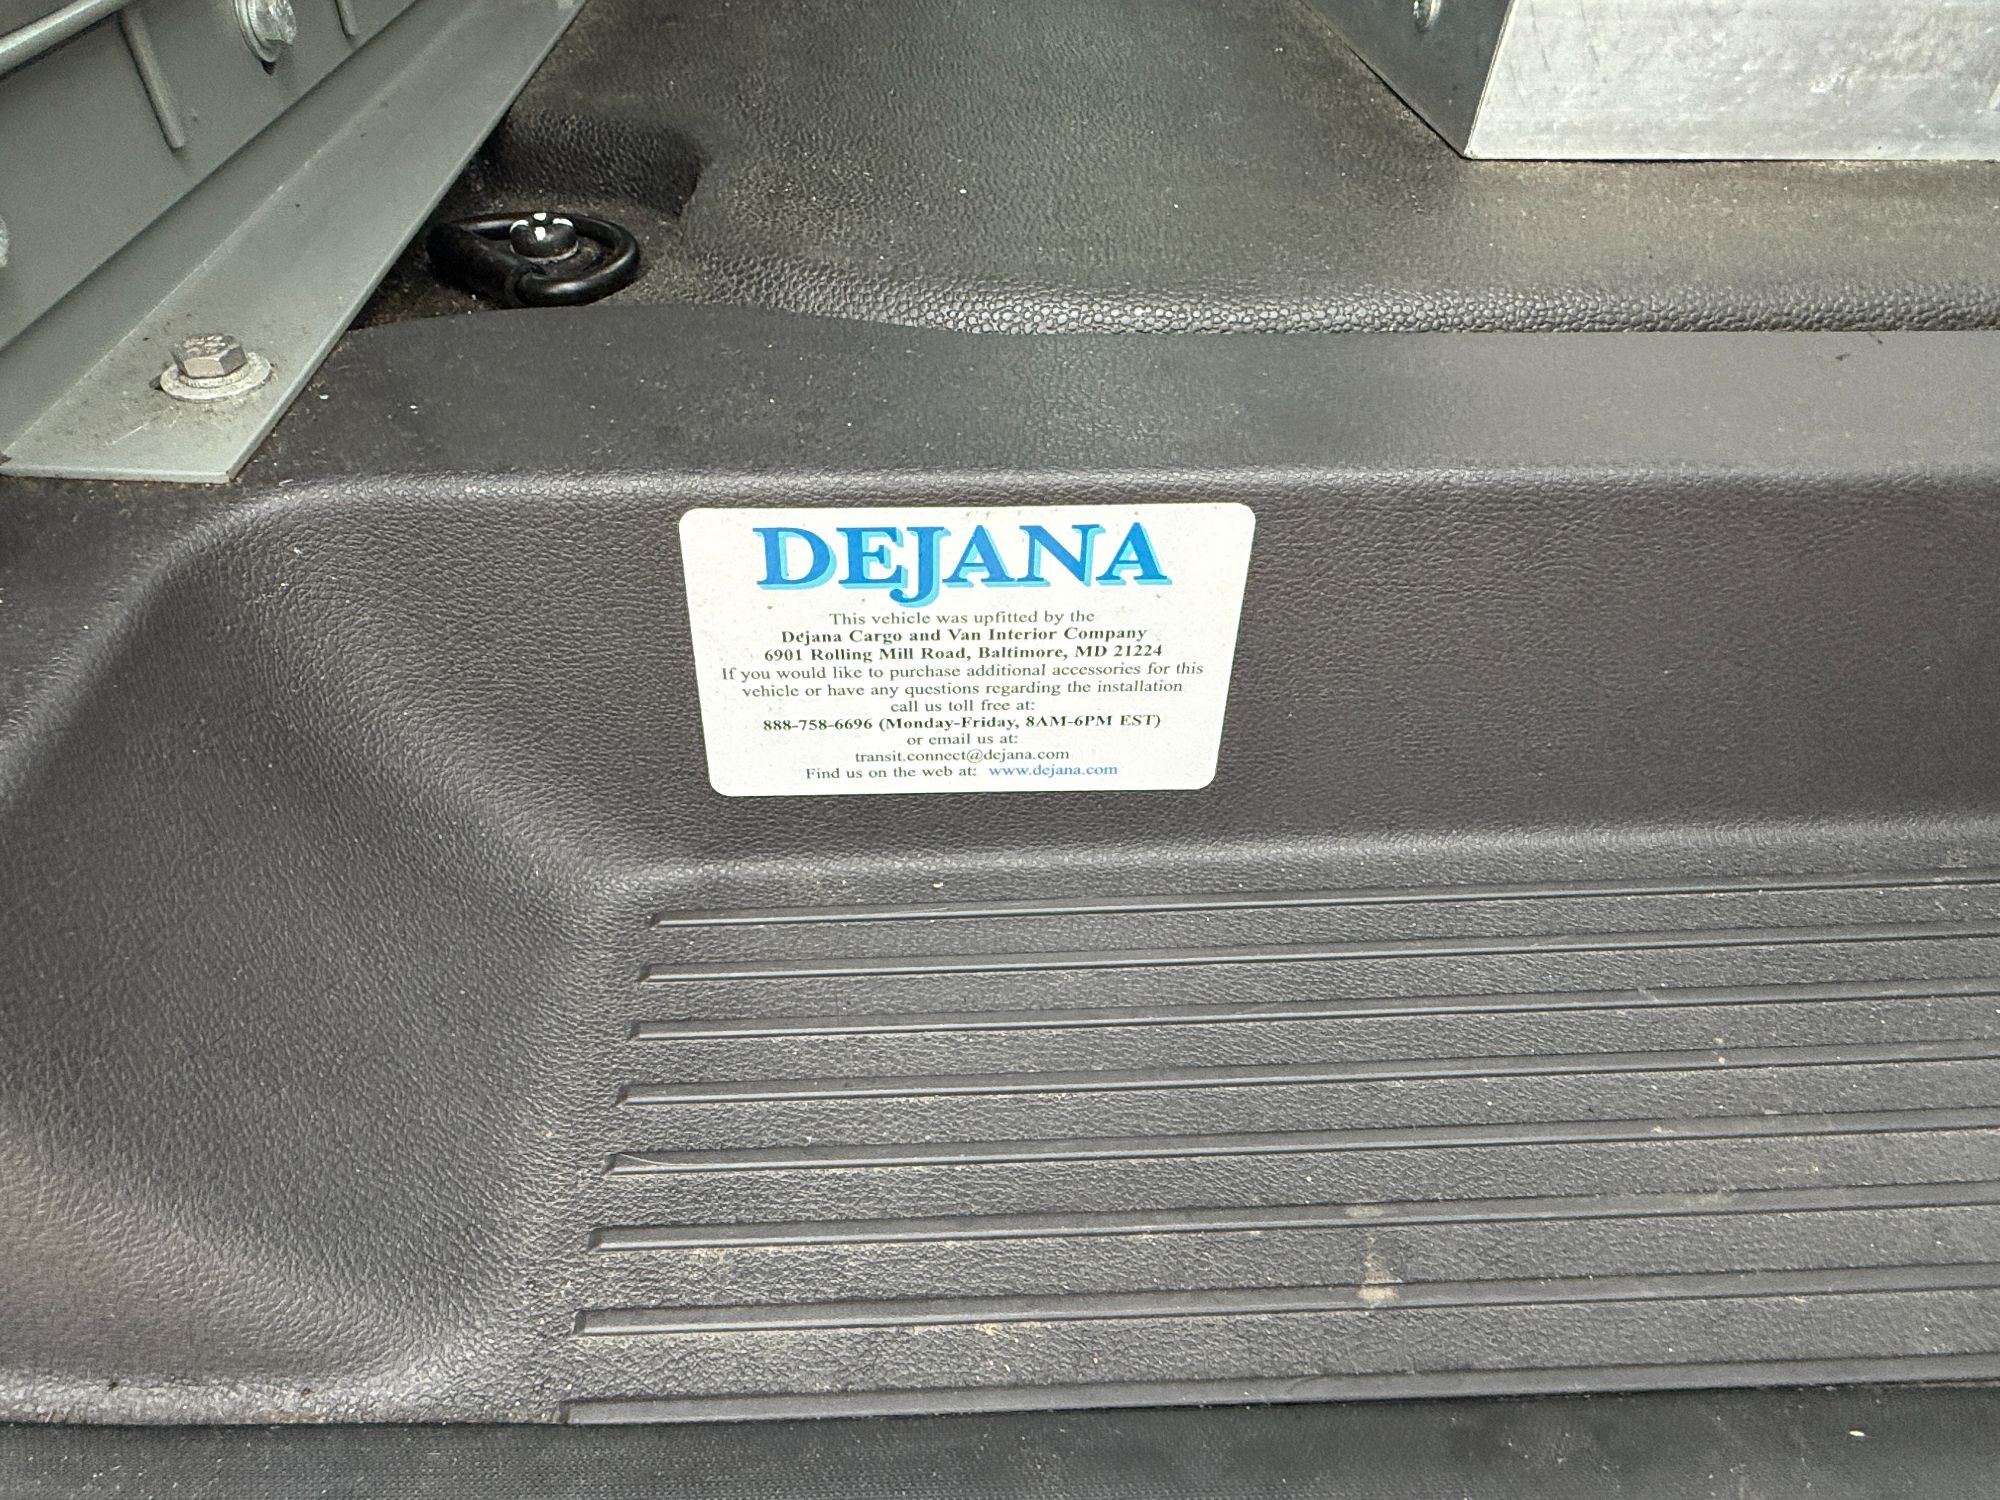 DEJANA
This vehicle was upfitted by the
Dejana Cargo and Van Interior Company
6901 Rolling Mill Road, Baltimore, MD 21224
If you would like to purchase additional accessories for this
vehicle or have any questions regarding the installation
call us toll free at:
888-758-6696 (Monday-Friday, 8AM-6PM EST)
or email us at:
transit.connect@dejana.com
Find us on the web at: www.dejana.com